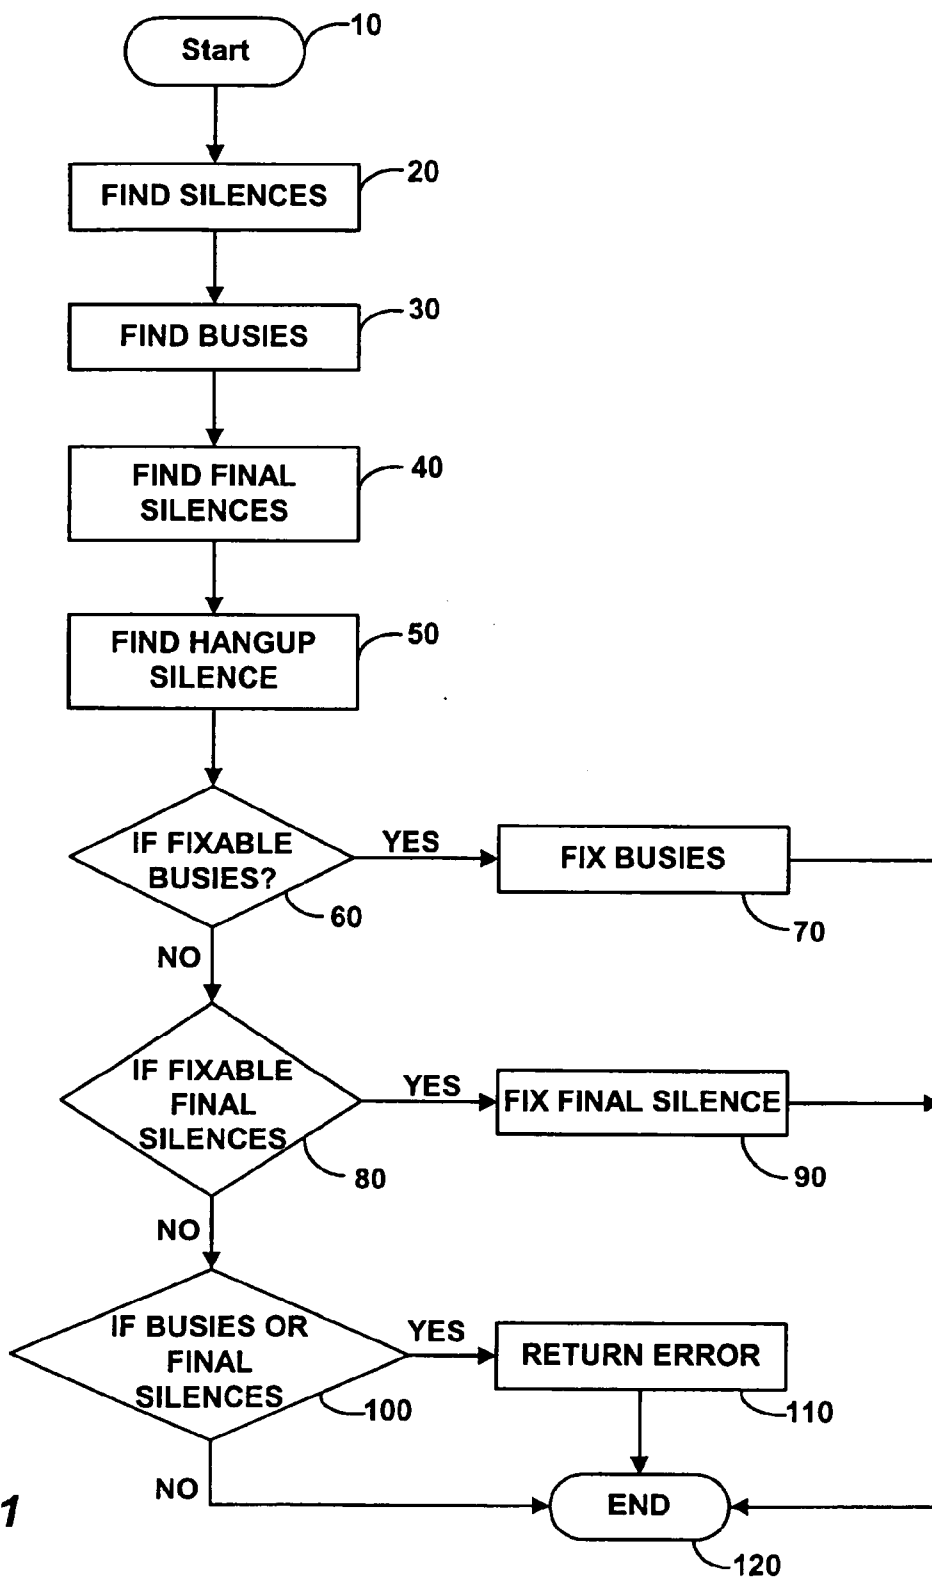 Start
10
FIND SILENCES
20
FIND BUSIES
30
FIND FINAL
SILENCES
40
FIND HANGUP
SILENCE
50
IF FIXABLE
BUSIES?
60
YES
FIX BUSIES
70
NO
IF FIXABLE
FINAL
SILENCES
80
YES
FIX FINAL SILENCE
90
NO
IF BUSIES OR
FINAL
SILENCES
100
YES
RETURN ERROR
110
NO
END
120
1